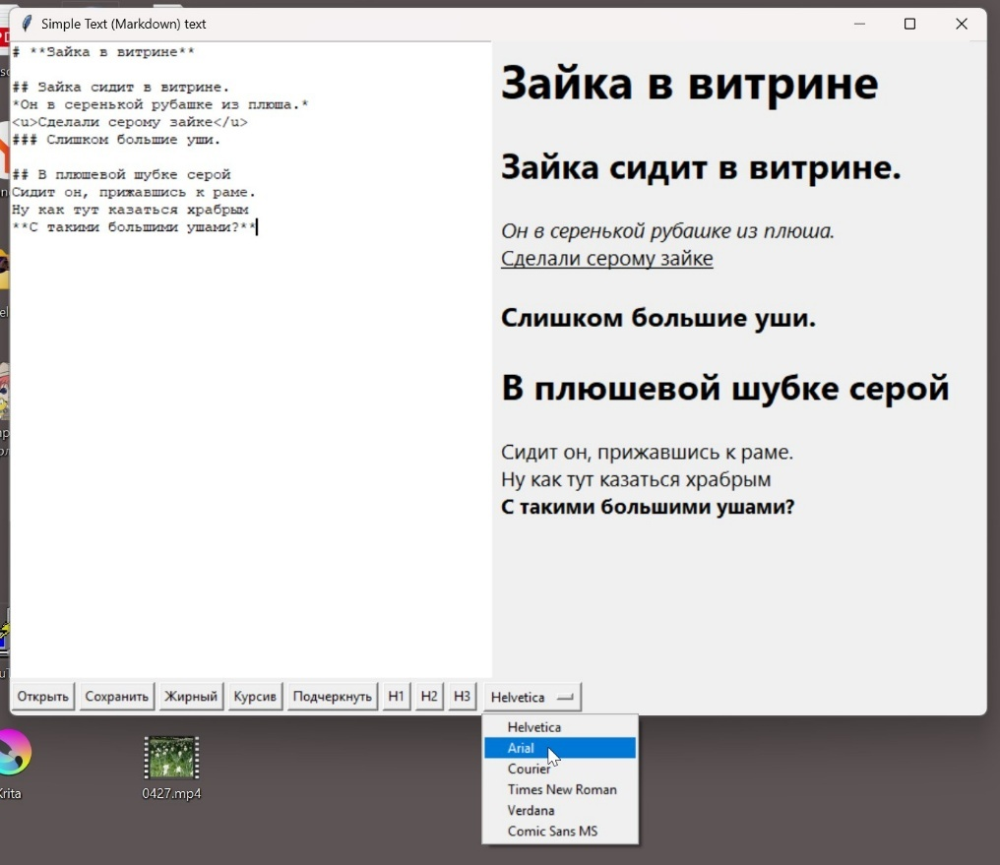 Simple Text (Markdown) text
# **Зайка в витрине**
## Зайка сидит в витрине.
*Он в серенькой рубашке из плюша.*
<u>Сделали серому зайке</u>
### Слишком большие уши.
## В плюшевой шубке серой
Сидит он, прижавшись к раме.
Ну как тут казаться храбрым
**С такими большими ушами?**
Зайка в витрине
Зайка сидит в витрине.
Он в серенькой рубашке из плюша.
Сделали серому зайке
Слишком большие уши.
В плюшевой шубке серой
Сидит он, прижавшись к раме.
Ну как тут казаться храбрым
С такими большими ушами?
Открыть Сохранить Жирный Курсив Подчеркнуть H1 H2 H3 Helvetica
Helvetica
Arial
Courier
Times New Roman
Verdana
Comic Sans MS
Krita
0427.mp4